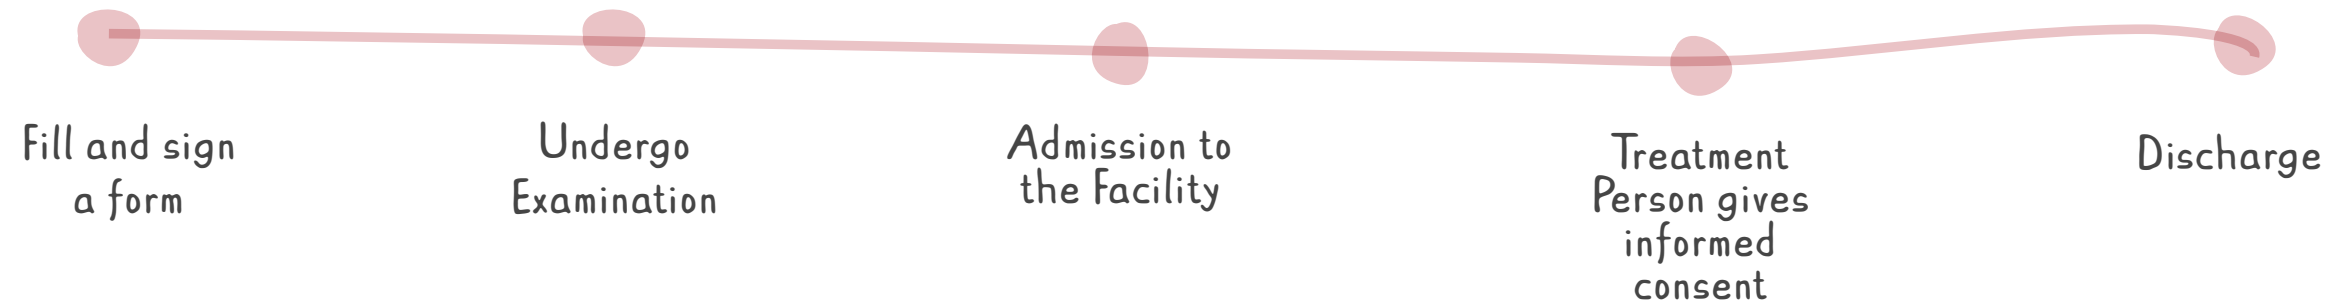 Fill and sign
a form
Undergo
Examination
Admission to
the Facility
Treatment
Person gives
informed
consent
Discharge